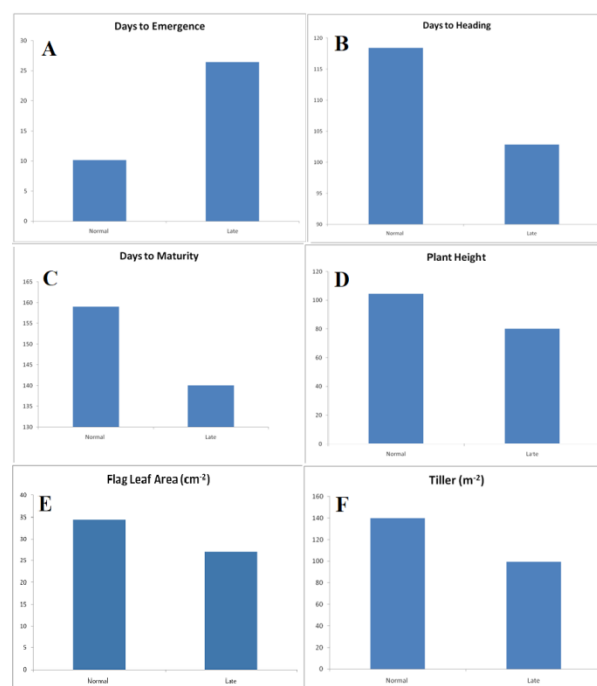 Days to Emergence
A
30
25
20
15
10
5
0
Normal Late
Days to Heading
B
120
115
110
105
100
95
90
Normal Late
Days to Maturity
C
165
160
155
150
145
140
135
130
Normal Late
Plant Height
D
120
100
80
60
40
20
0
Normal Late
Flag Leaf Area (cm⁻²)
E
40
35
30
25
20
15
10
5
0
Normal Late
Tiller (m⁻²)
F
160
140
120
100
80
60
40
20
0
Normal Late